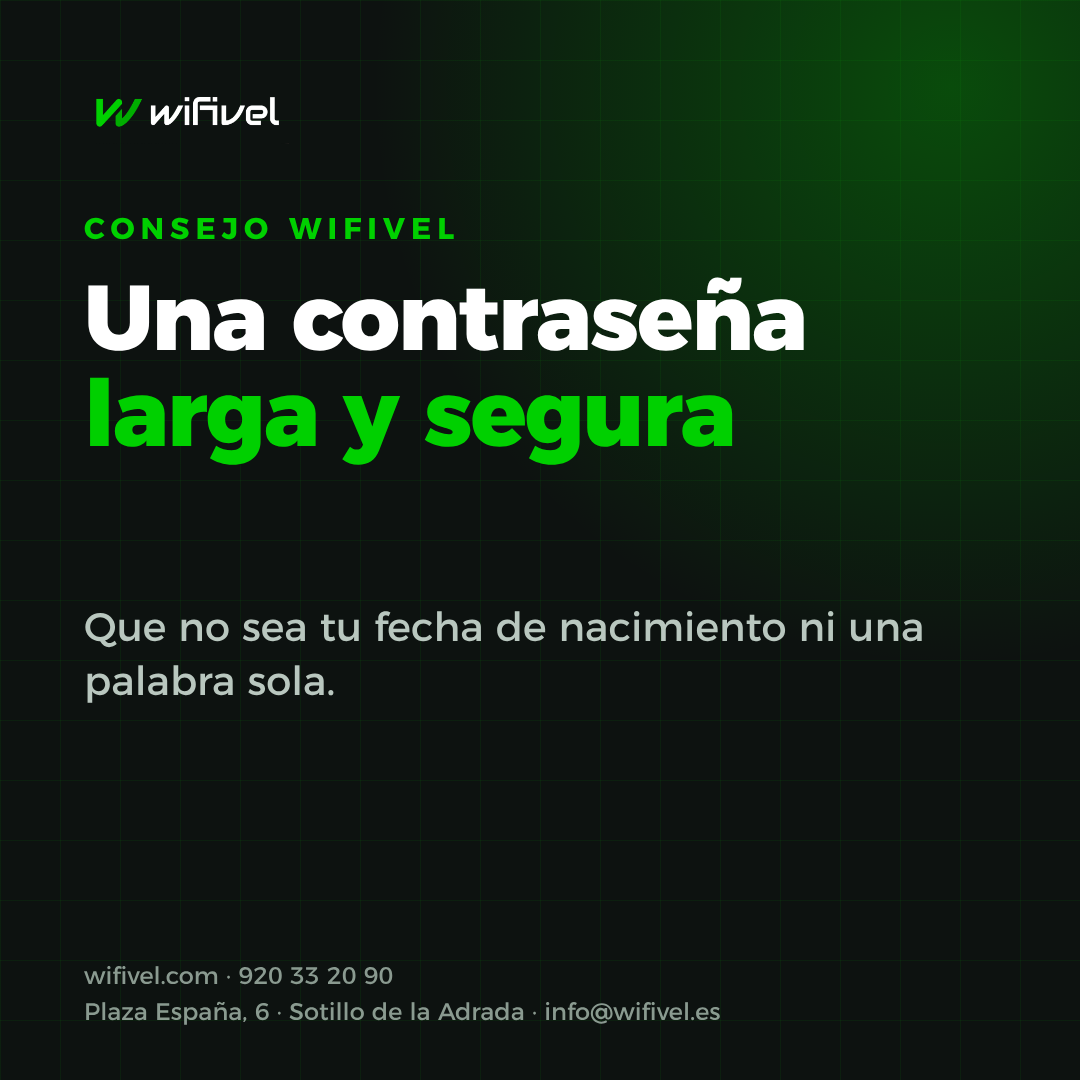 wifivel
CONSEJO WIFIVEL
Una contraseña
larga y segura
Que no sea tu fecha de nacimiento ni una
palabra sola.
wifivel.com · 920 33 20 90
Plaza España, 6 · Sotillo de la Adrada · info@wifivel.es